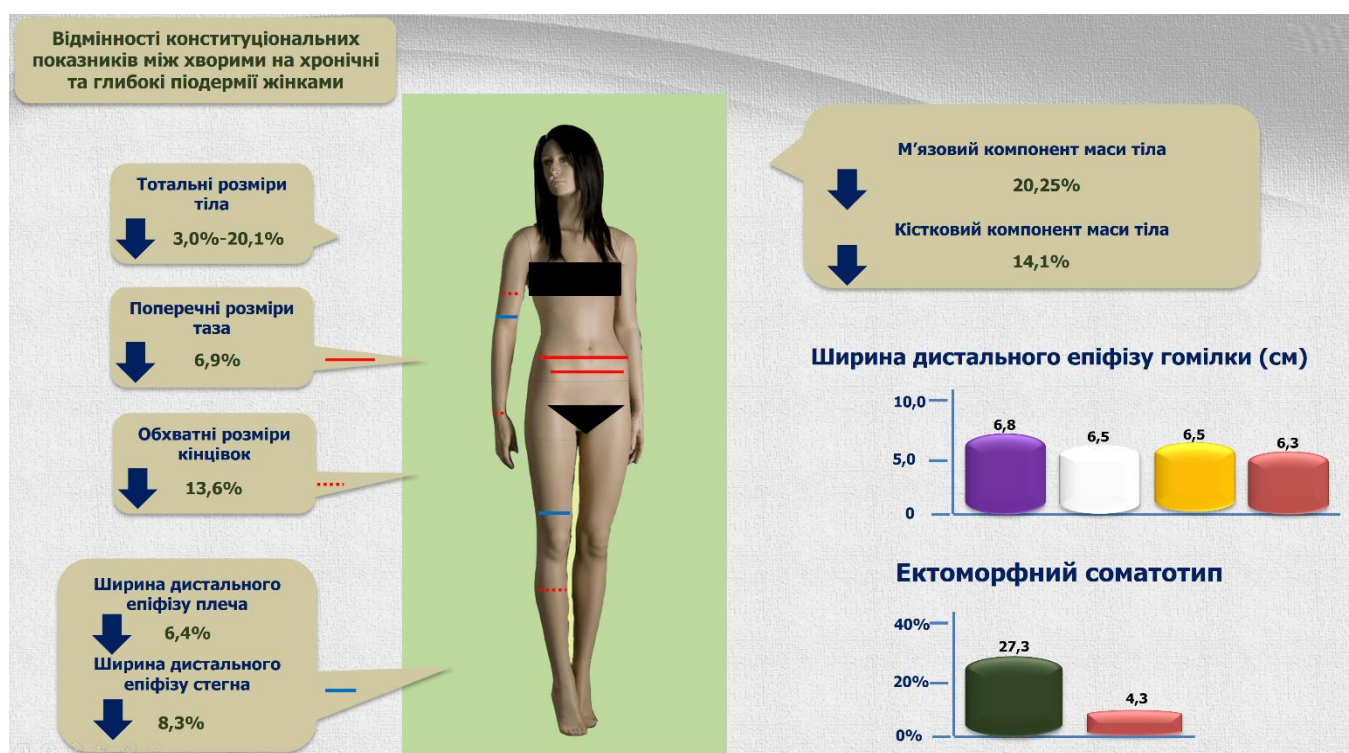 Відмінності конституціональних
показників між хворими на хронічні
та глибокі піодермії жінками
Тотальні розміри
тіла
3,0%-20,1%
Поперечні розміри
таза
6,9%
Обхватні розміри
кінцівок
13,6%
Ширина дистального
епіфізу плеча
6,4%
Ширина дистального
епіфізу стегна
8,3%
М’язовий компонент маси тіла
20,25%
Кістковий компонент маси тіла
14,1%
Ширина дистального епіфізу гомілки (см)
10,0
5,0
0
6,8
6,5
6,5
6,3
Ектоморфний соматотип
40%
20%
0%
27,3
4,3